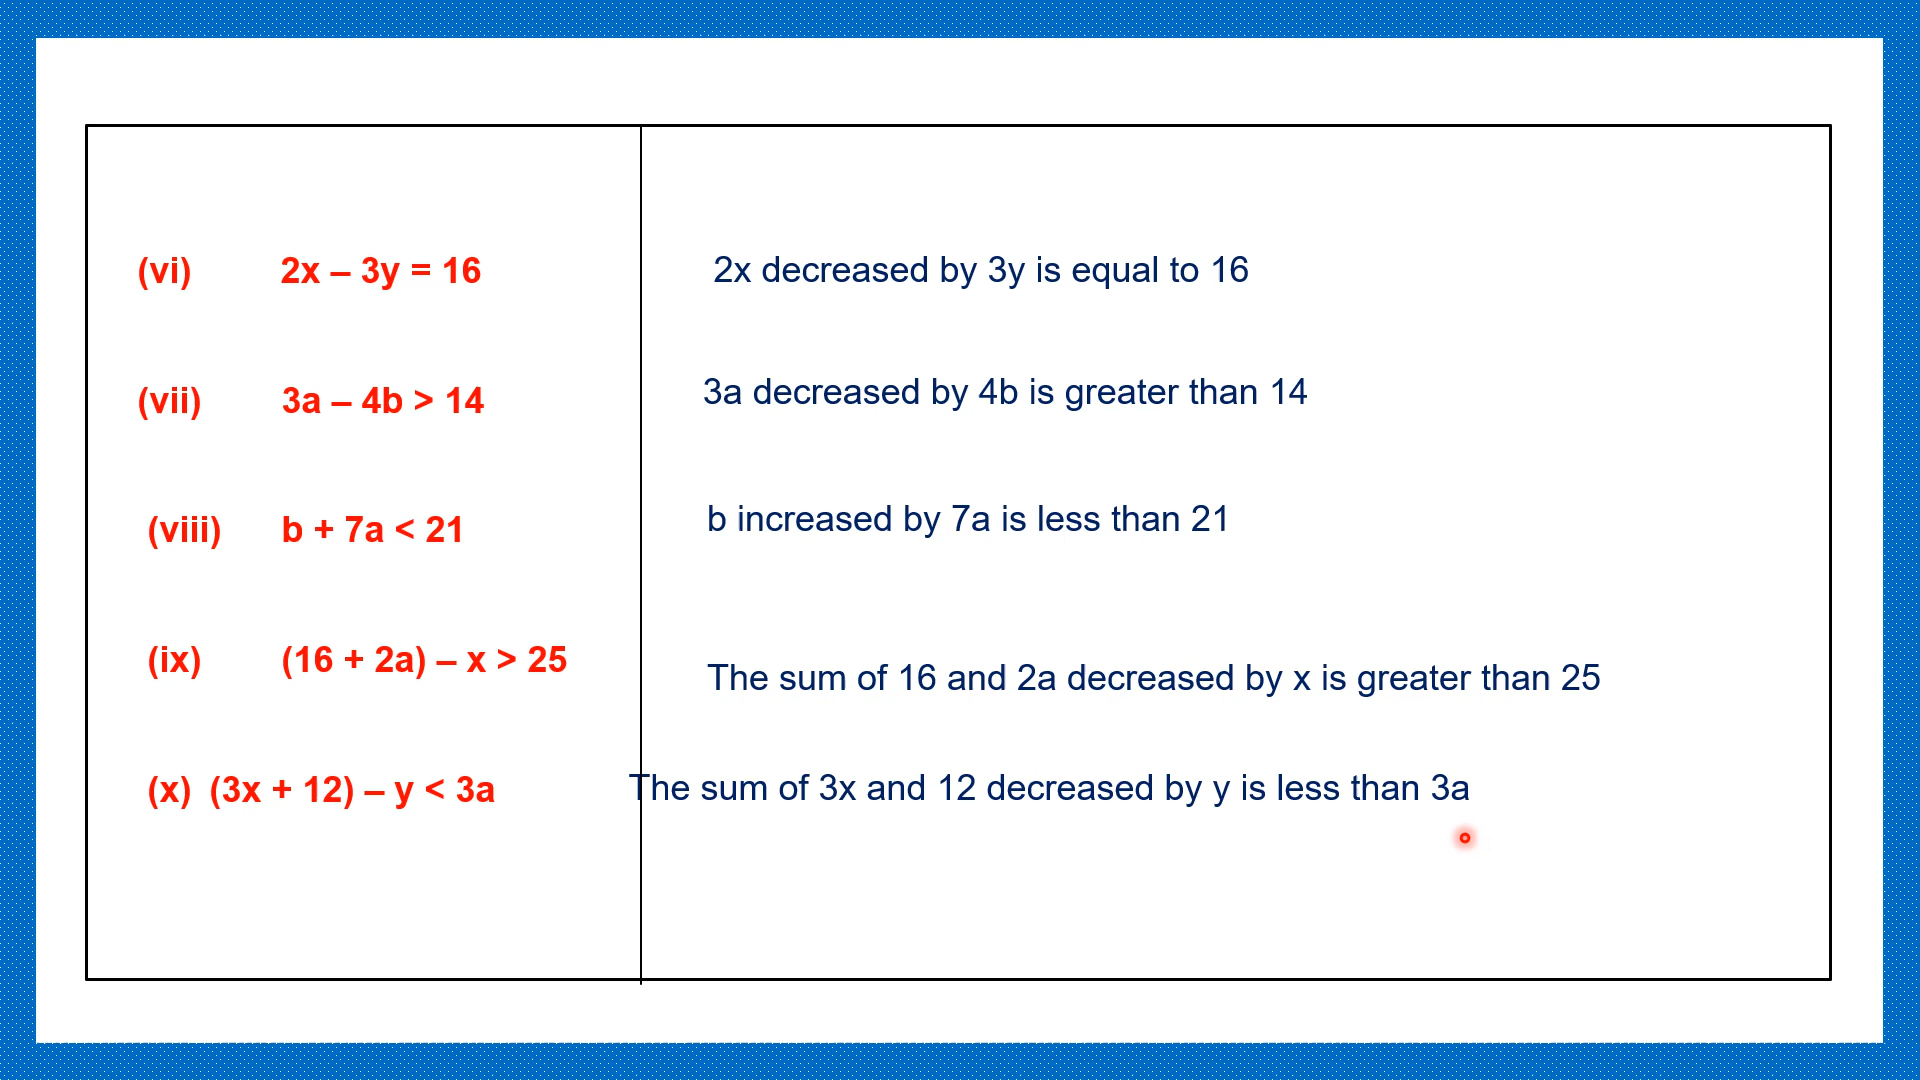 (vi) 2x – 3y = 16 2x decreased by 3y is equal to 16
(vii) 3a – 4b > 14 3a decreased by 4b is greater than 14
(viii) b + 7a < 21 b increased by 7a is less than 21
(ix) (16 + 2a) – x > 25 The sum of 16 and 2a decreased by x is greater than 25
(x) (3x + 12) – y < 3a The sum of 3x and 12 decreased by y is less than 3a